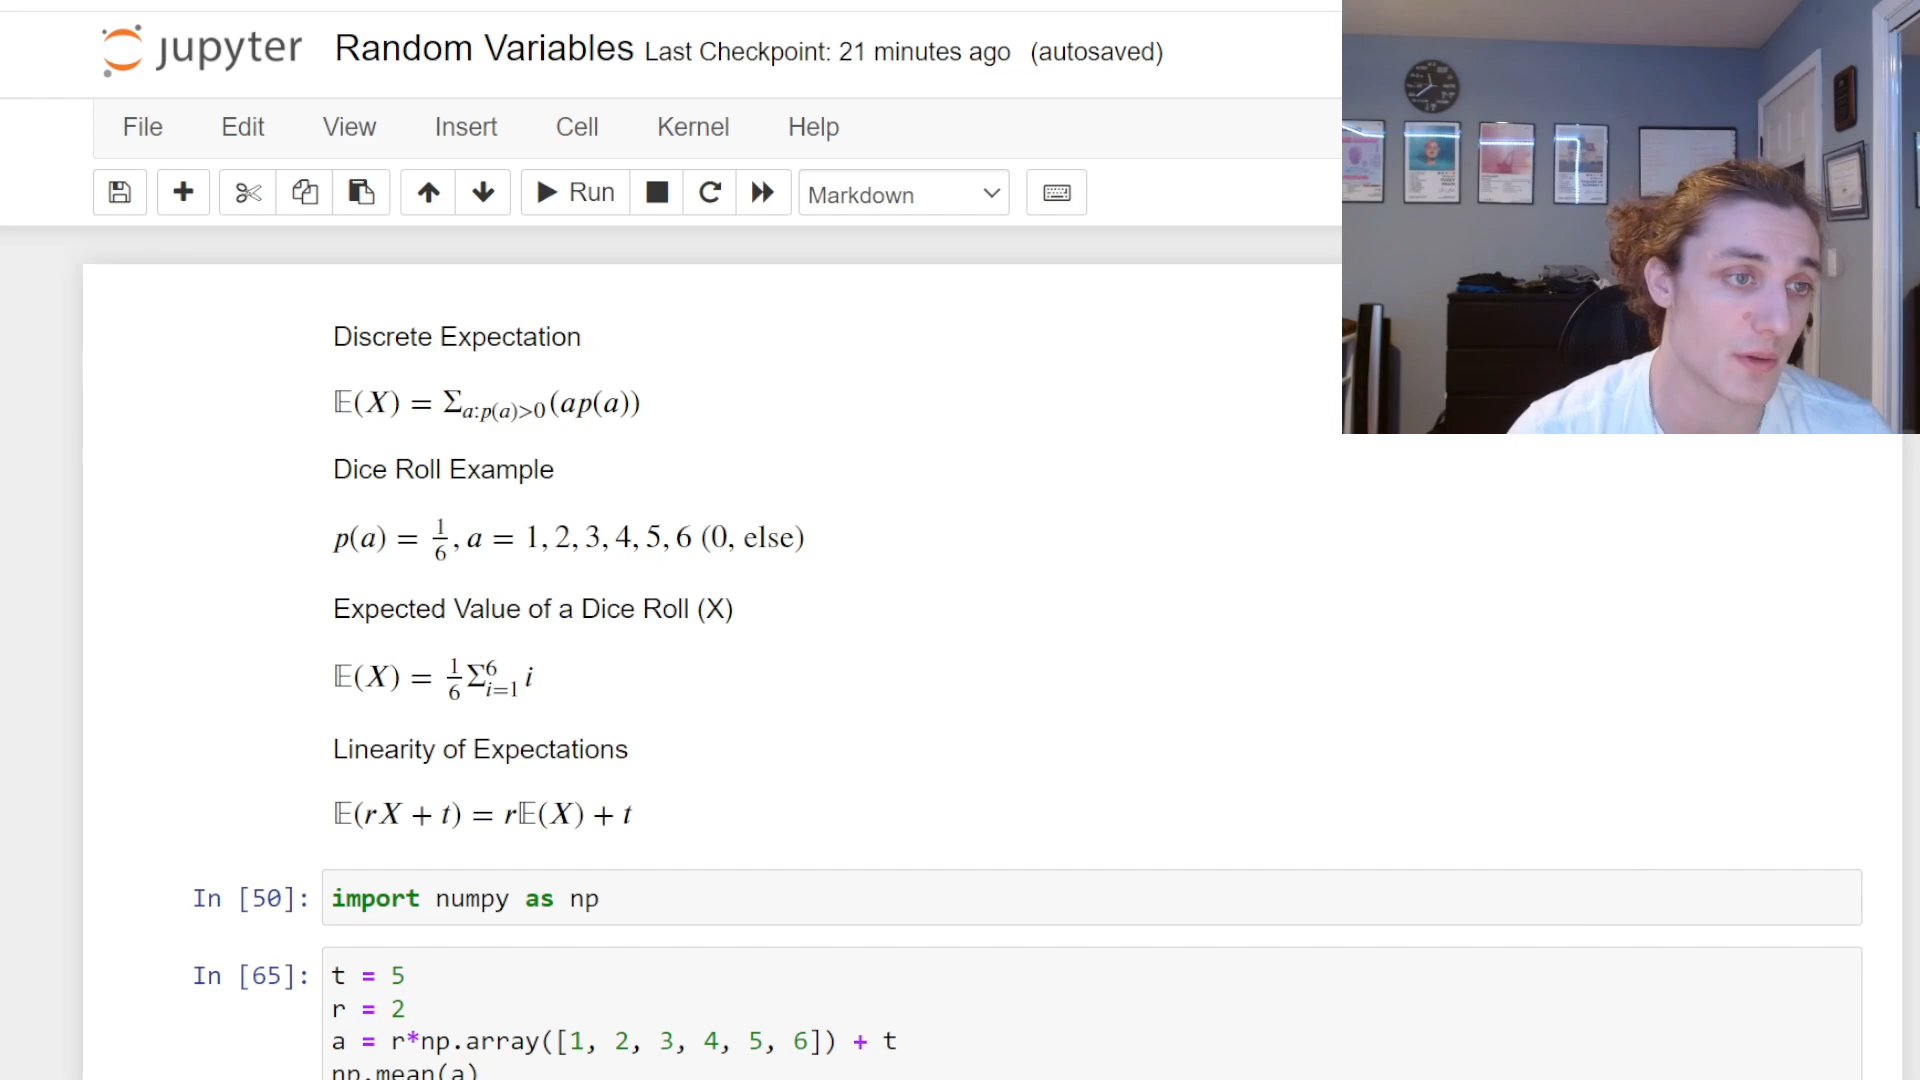 jupyter Random Variables Last Checkpoint: 21 minutes ago (autosaved)
File Edit View Insert Cell Kernel Help
Run Markdown
Discrete Expectation
𝔼(X) = Σ_{a:p(a)>0}(ap(a))
Dice Roll Example
p(a) = 1/6, a = 1, 2, 3, 4, 5, 6 (0, else)
Expected Value of a Dice Roll (X)
𝔼(X) = 1/6 Σ_{i=1}^{6} i
Linearity of Expectations
𝔼(rX + t) = r𝔼(X) + t
In [50]: import numpy as np
In [65]: t = 5
r = 2
a = r*np.array([1, 2, 3, 4, 5, 6]) + t
np.mean(a)